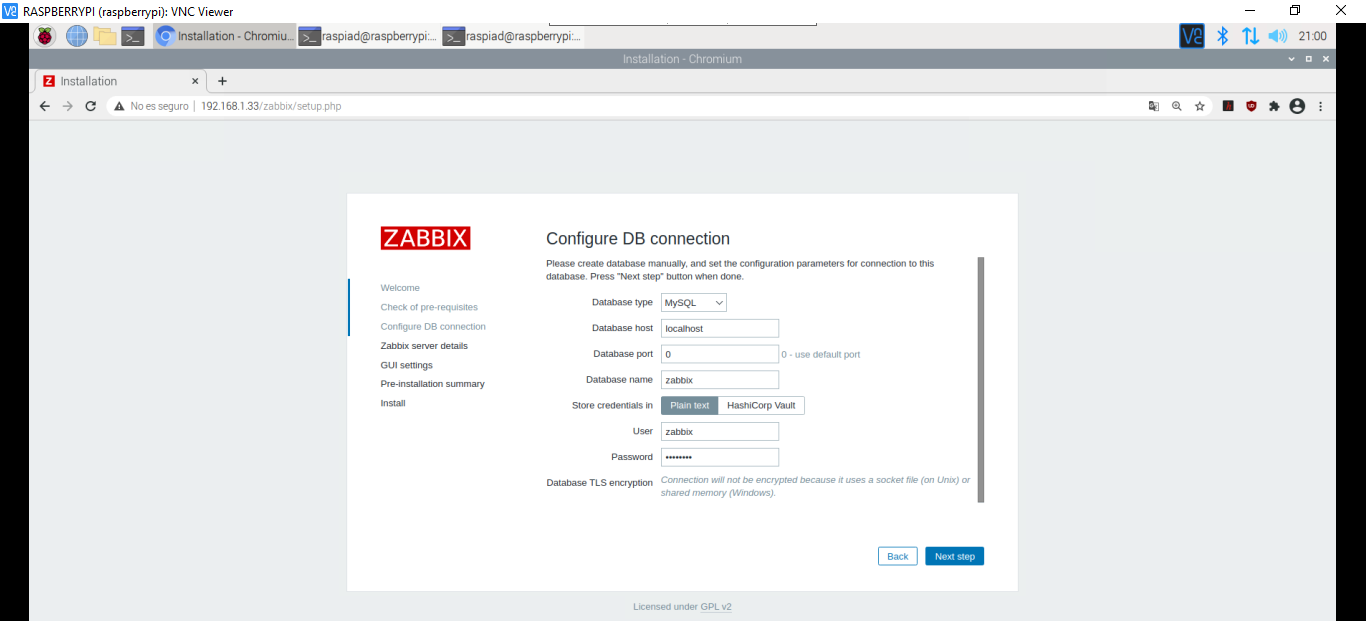 RASPBERRYPI (raspberrypi): VNC Viewer
Installation - Chromiu...
raspiad@raspberrypi:...
raspiad@raspberrypi:...
21:00
Installation - Chromium
Installation
No es seguro | 192.168.1.33/zabbix/setup.php
ZABBIX
Welcome
Check of pre-requisites
Configure DB connection
Zabbix server details
GUI settings
Pre-installation summary
Install
Configure DB connection
Please create database manually, and set the configuration parameters for connection to this
database. Press "Next step" button when done.
Database type MySQL
Database host localhost
Database port 0 0 - use default port
Database name zabbix
Store credentials in Plain text HashiCorp Vault
User zabbix
Password ••••••••
Database TLS encryption Connection will not be encrypted because it uses a socket file (on Unix) or
shared memory (Windows).
Back Next step
Licensed under GPL v2